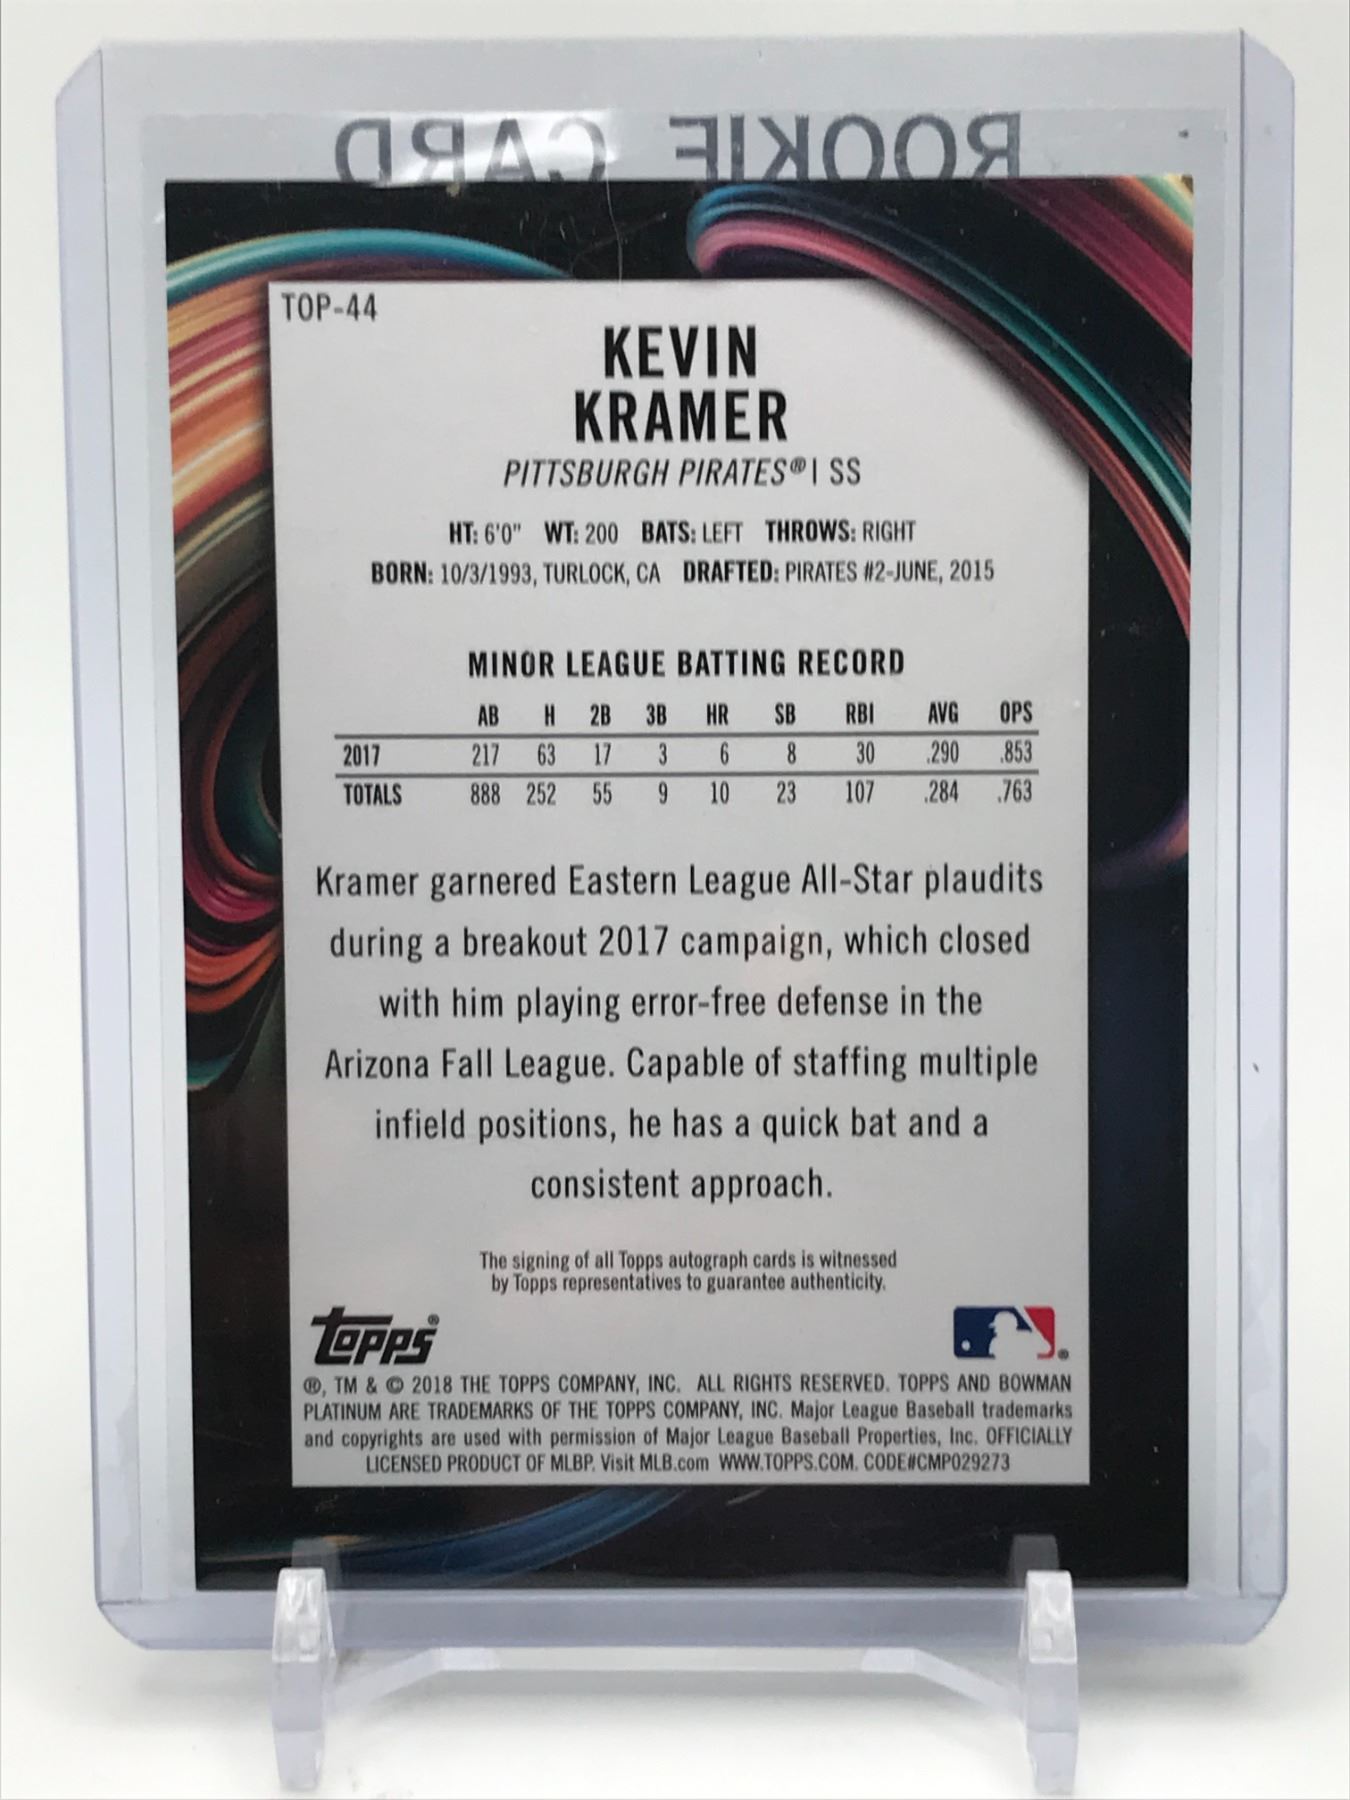 ROOKIE CARD
TOP-44
KEVIN
KRAMER
PITTSBURGH PIRATES® | SS
HT: 6'0" WT: 200 BATS: LEFT THROWS: RIGHT
BORN: 10/3/1993, TURLOCK, CA DRAFTED: PIRATES #2-JUNE, 2015
MINOR LEAGUE BATTING RECORD
AB H 2B 3B HR SB RBI AVG OPS
2017 217 63 17 3 6 8 30 .290 .853
TOTALS 888 252 55 9 10 23 107 .284 .763
Kramer garnered Eastern League All-Star plaudits
during a breakout 2017 campaign, which closed
with him playing error-free defense in the
Arizona Fall League. Capable of staffing multiple
infield positions, he has a quick bat and a
consistent approach.
The signing of all Topps autograph cards is witnessed
by Topps representatives to guarantee authenticity.
topps®
®, TM & © 2018 THE TOPPS COMPANY, INC. ALL RIGHTS RESERVED. TOPPS AND BOWMAN
PLATINUM ARE TRADEMARKS OF THE TOPPS COMPANY, INC. Major League Baseball trademarks
and copyrights are used with permission of Major League Baseball Properties, Inc. OFFICIALLY
LICENSED PRODUCT OF MLBP. Visit MLB.com WWW.TOPPS.COM. CODE#CMP029273